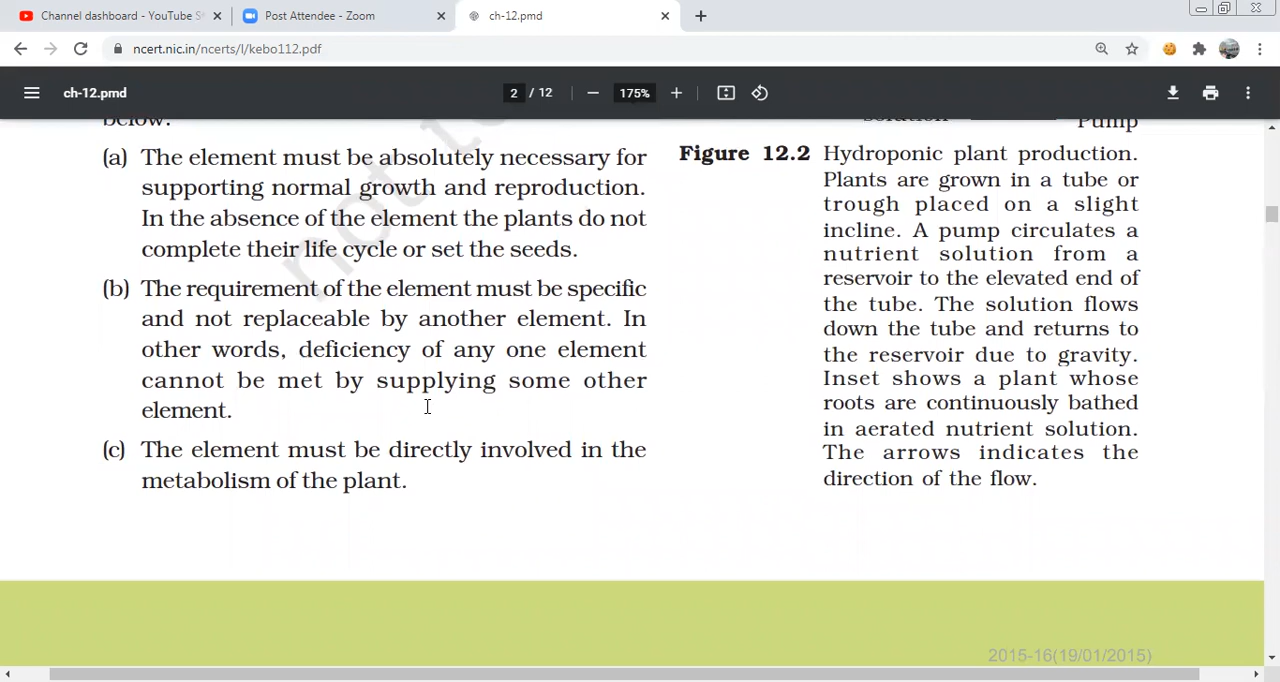 Channel dashboard - YouTube S
Post Attendee - Zoom
ch-12.pmd
ncert.nic.in/ncerts/l/kebo112.pdf
ch-12.pmd
2 / 12
175%
below:
(a) The element must be absolutely necessary for
supporting normal growth and reproduction.
In the absence of the element the plants do not
complete their life cycle or set the seeds.
(b) The requirement of the element must be specific
and not replaceable by another element. In
other words, deficiency of any one element
cannot be met by supplying some other
element.
(c) The element must be directly involved in the
metabolism of the plant.
solution
Pump
Figure 12.2 Hydroponic plant production.
Plants are grown in a tube or
trough placed on a slight
incline. A pump circulates a
nutrient solution from a
reservoir to the elevated end of
the tube. The solution flows
down the tube and returns to
the reservoir due to gravity.
Inset shows a plant whose
roots are continuously bathed
in aerated nutrient solution.
The arrows indicates the
direction of the flow.
not to
2015-16(19/01/2015)